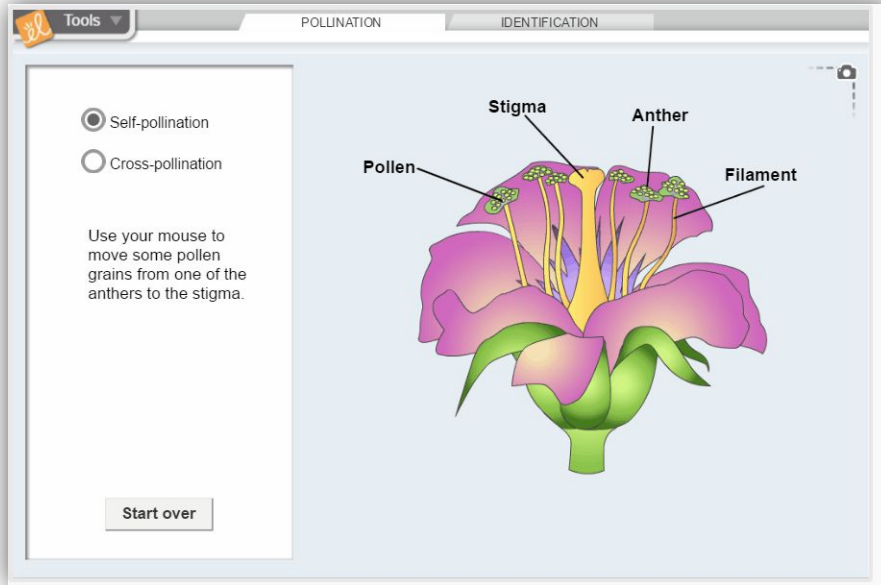 Tools
POLLINATION
IDENTIFICATION
Self-pollination
Cross-pollination
Use your mouse to
move some pollen
grains from one of the
anthers to the stigma.
Start over
Stigma
Anther
Pollen
Filament